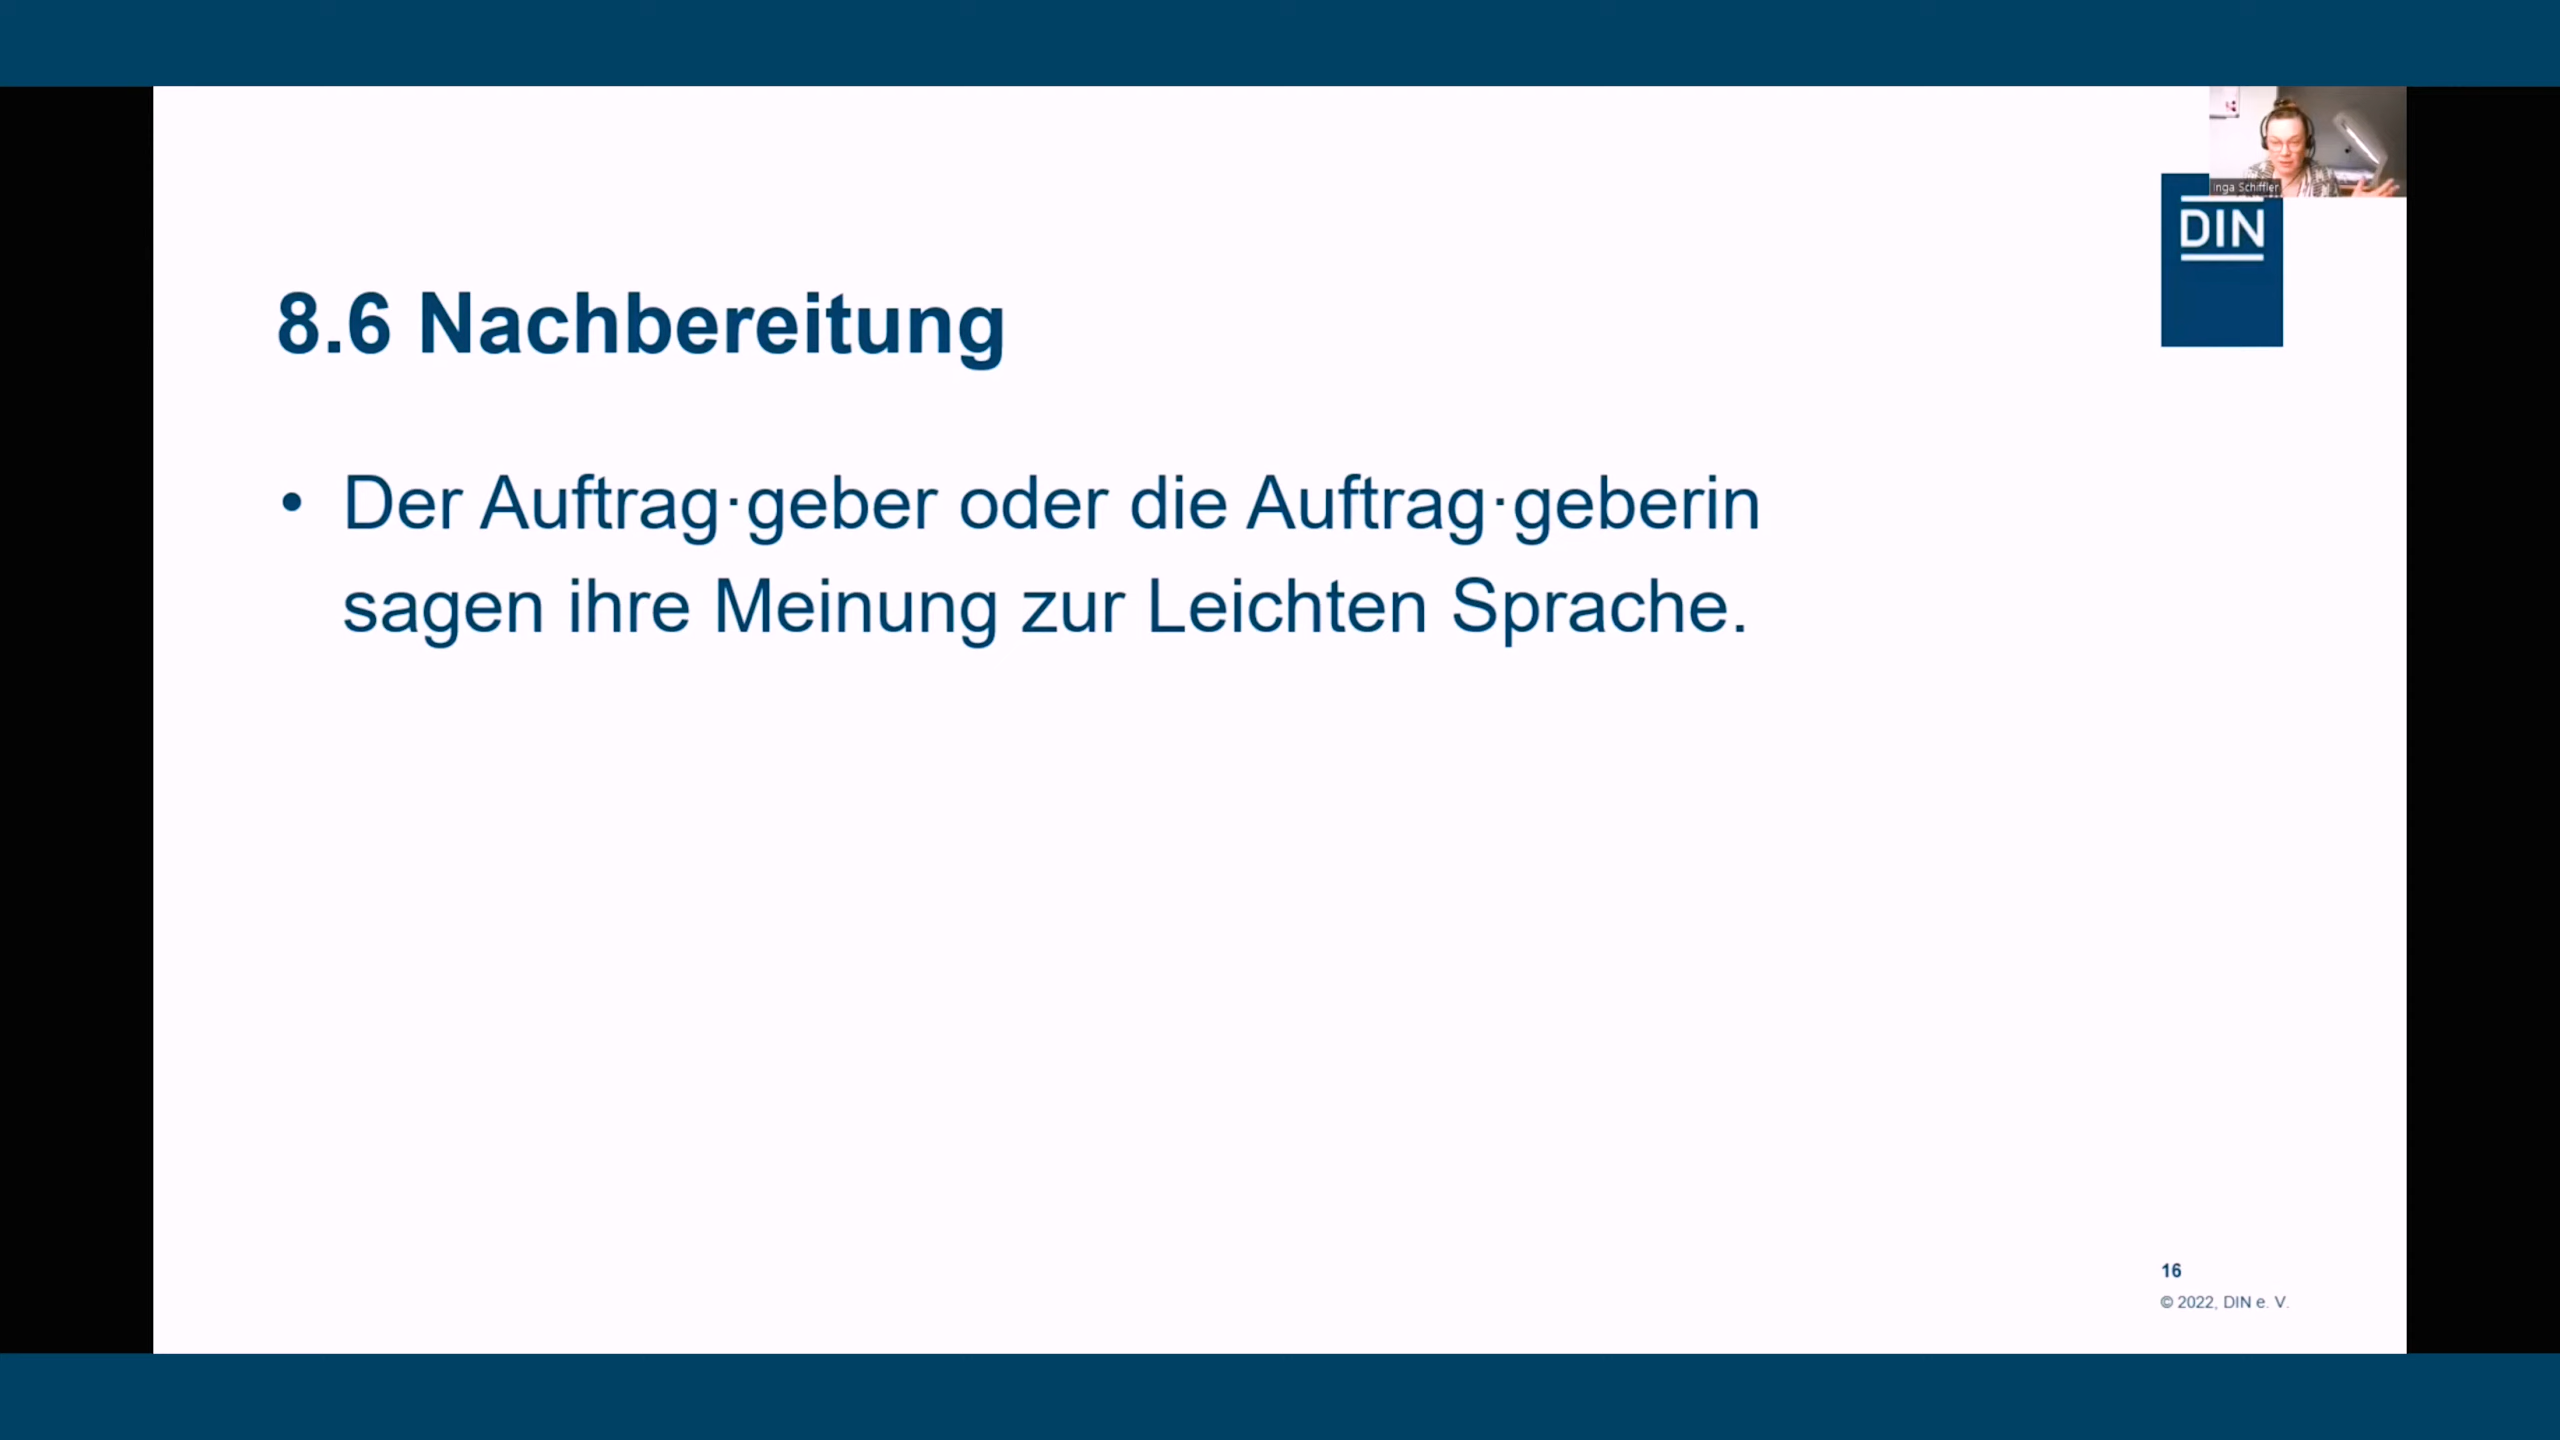 Inga Schiffler
DIN
8.6 Nachbereitung
• Der Auftrag·geber oder die Auftrag·geberin
sagen ihre Meinung zur Leichten Sprache.
16
© 2022, DIN e. V.